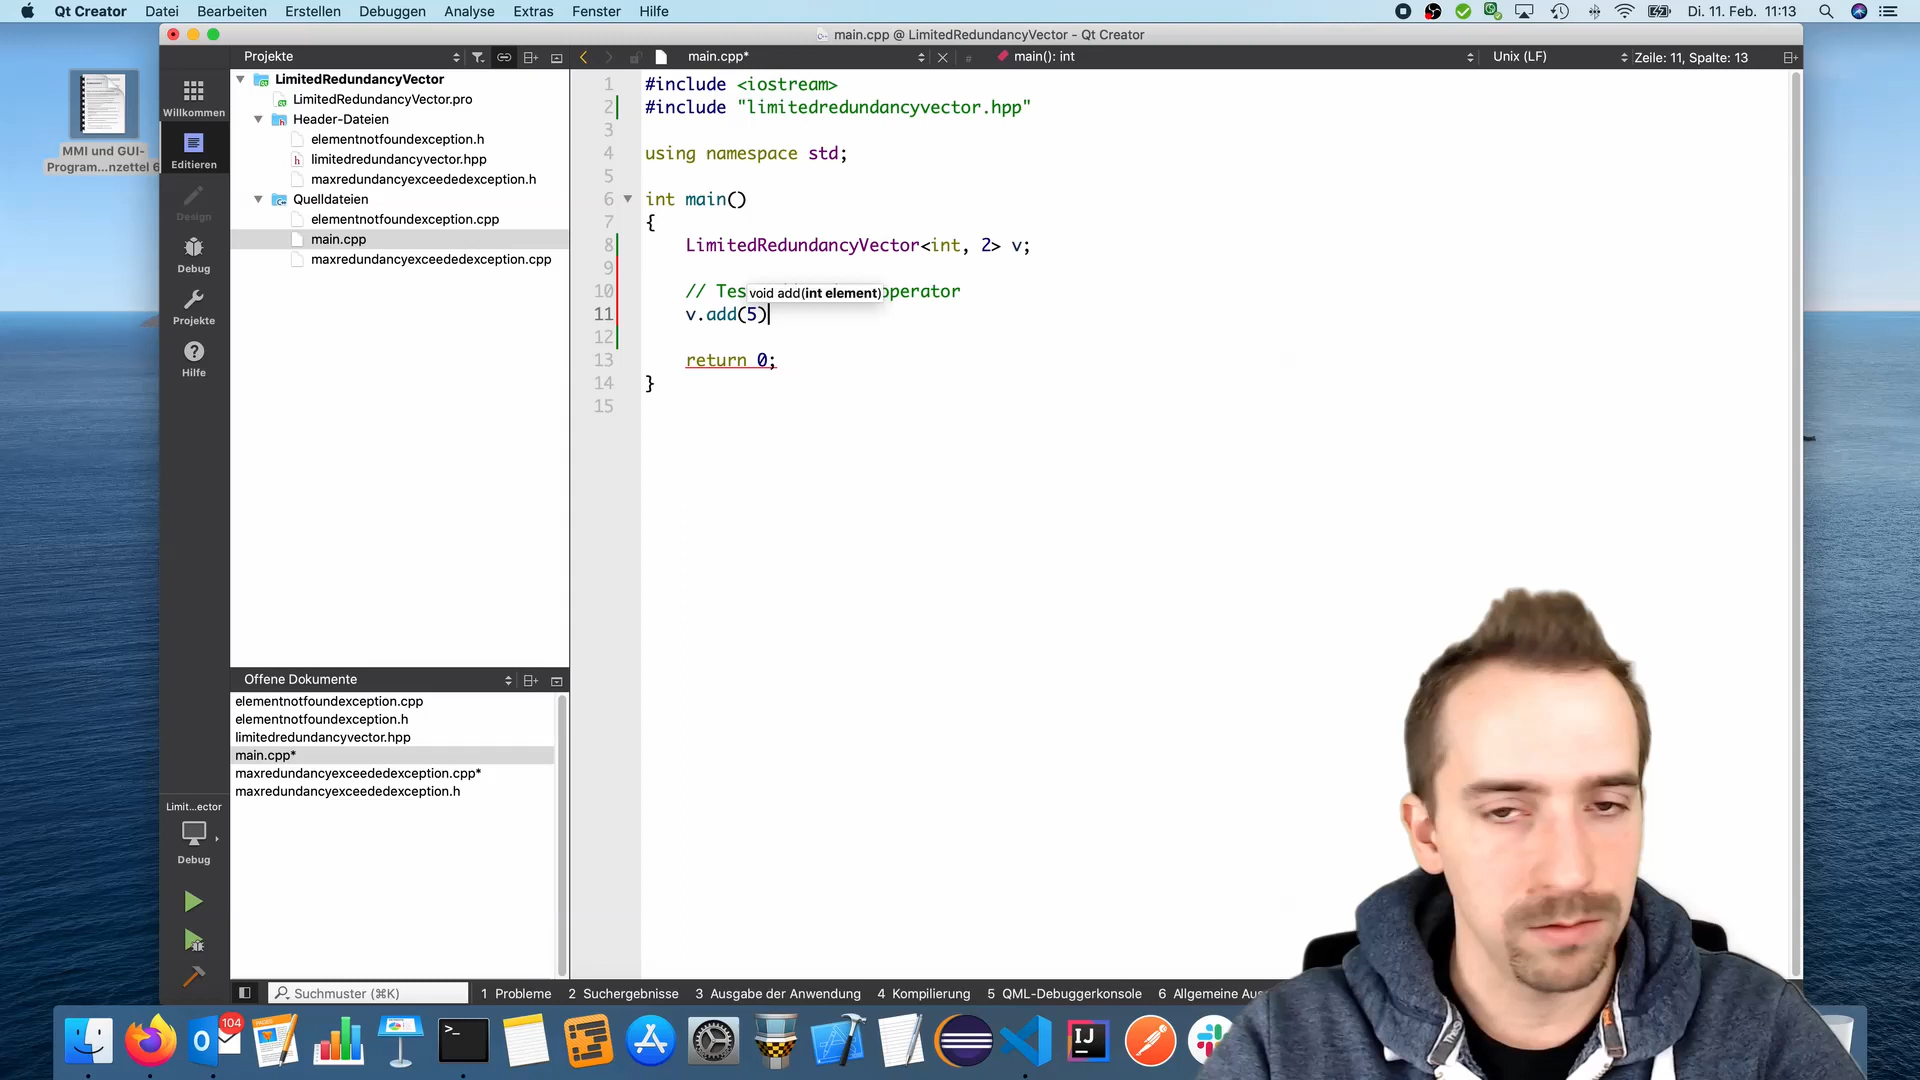 Qt Creator Datei Bearbeiten Erstellen Debuggen Analyse Extras Fenster Hilfe Di. 11. Feb. 11:13
main.cpp @ LimitedRedundancyVector - Qt Creator
Projekte main.cpp* main(): int Unix (LF) Zeile: 11, Spalte: 13
MMI und GUI-
Program...nzettel 6
Willkommen
Editieren
Design
Debug
Projekte
Hilfe
LimitedRedundancyVector
LimitedRedundancyVector.pro
Header-Dateien
elementnotfoundexception.h
limitedredundancyvector.hpp
maxredundancyexceededexception.h
Quelldateien
elementnotfoundexception.cpp
main.cpp
maxredundancyexceededexception.cpp
1 #include <iostream>
2 #include "limitedredundancyvector.hpp"
3
4 using namespace std;
5
6 int main()
7 {
8 LimitedRedundancyVector<int, 2> v;
9
10 // Tes operator
void add(int element)
11 v.add(5)
12
13 return 0;
14 }
15
Offene Dokumente
elementnotfoundexception.cpp
elementnotfoundexception.h
limitedredundancyvector.hpp
main.cpp*
maxredundancyexceededexception.cpp*
maxredundancyexceededexception.h
Limit...ector
Debug
Suchmuster (⌘K) 1 Probleme 2 Suchergebnisse 3 Ausgabe der Anwendung 4 Kompilierung 5 QML-Debuggerkonsole 6 Allgemeine Aus
104
PAGES
>_
IJ